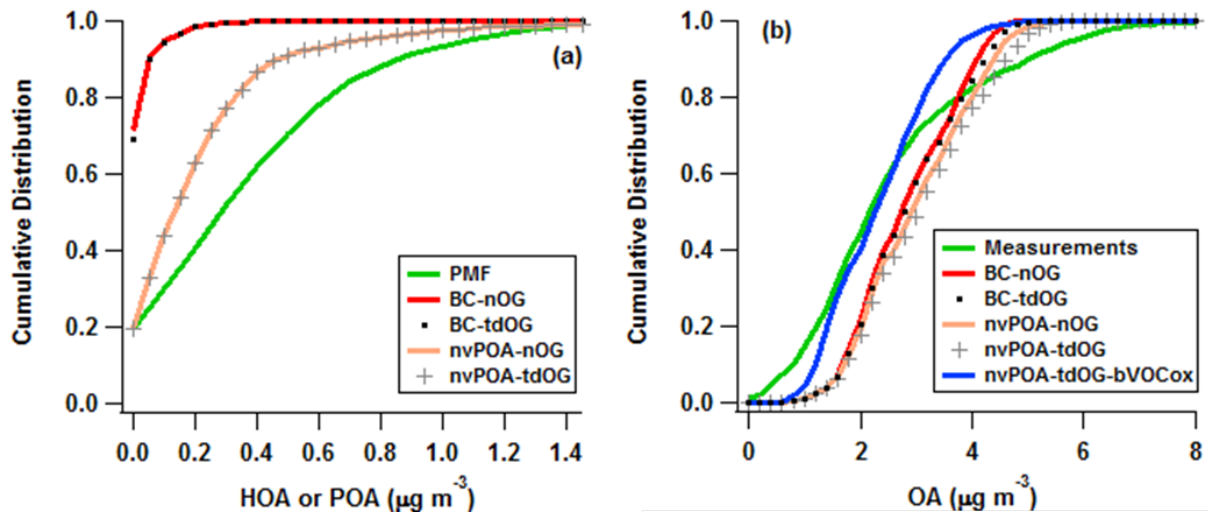 (a)
Cumulative Distribution
1.0
0.8
0.6
0.4
0.2
0.0
PMF
BC-nOG
BC-tdOG
nvPOA-nOG
nvPOA-tdOG
0.0 0.2 0.4 0.6 0.8 1.0 1.2 1.4
HOA or POA (μg m⁻³)
(b)
Cumulative Distribution
1.0
0.8
0.6
0.4
0.2
0.0
Measurements
BC-nOG
BC-tdOG
nvPOA-nOG
nvPOA-tdOG
nvPOA-tdOG-bVOCox
0 2 4 6 8
OA (μg m⁻³)